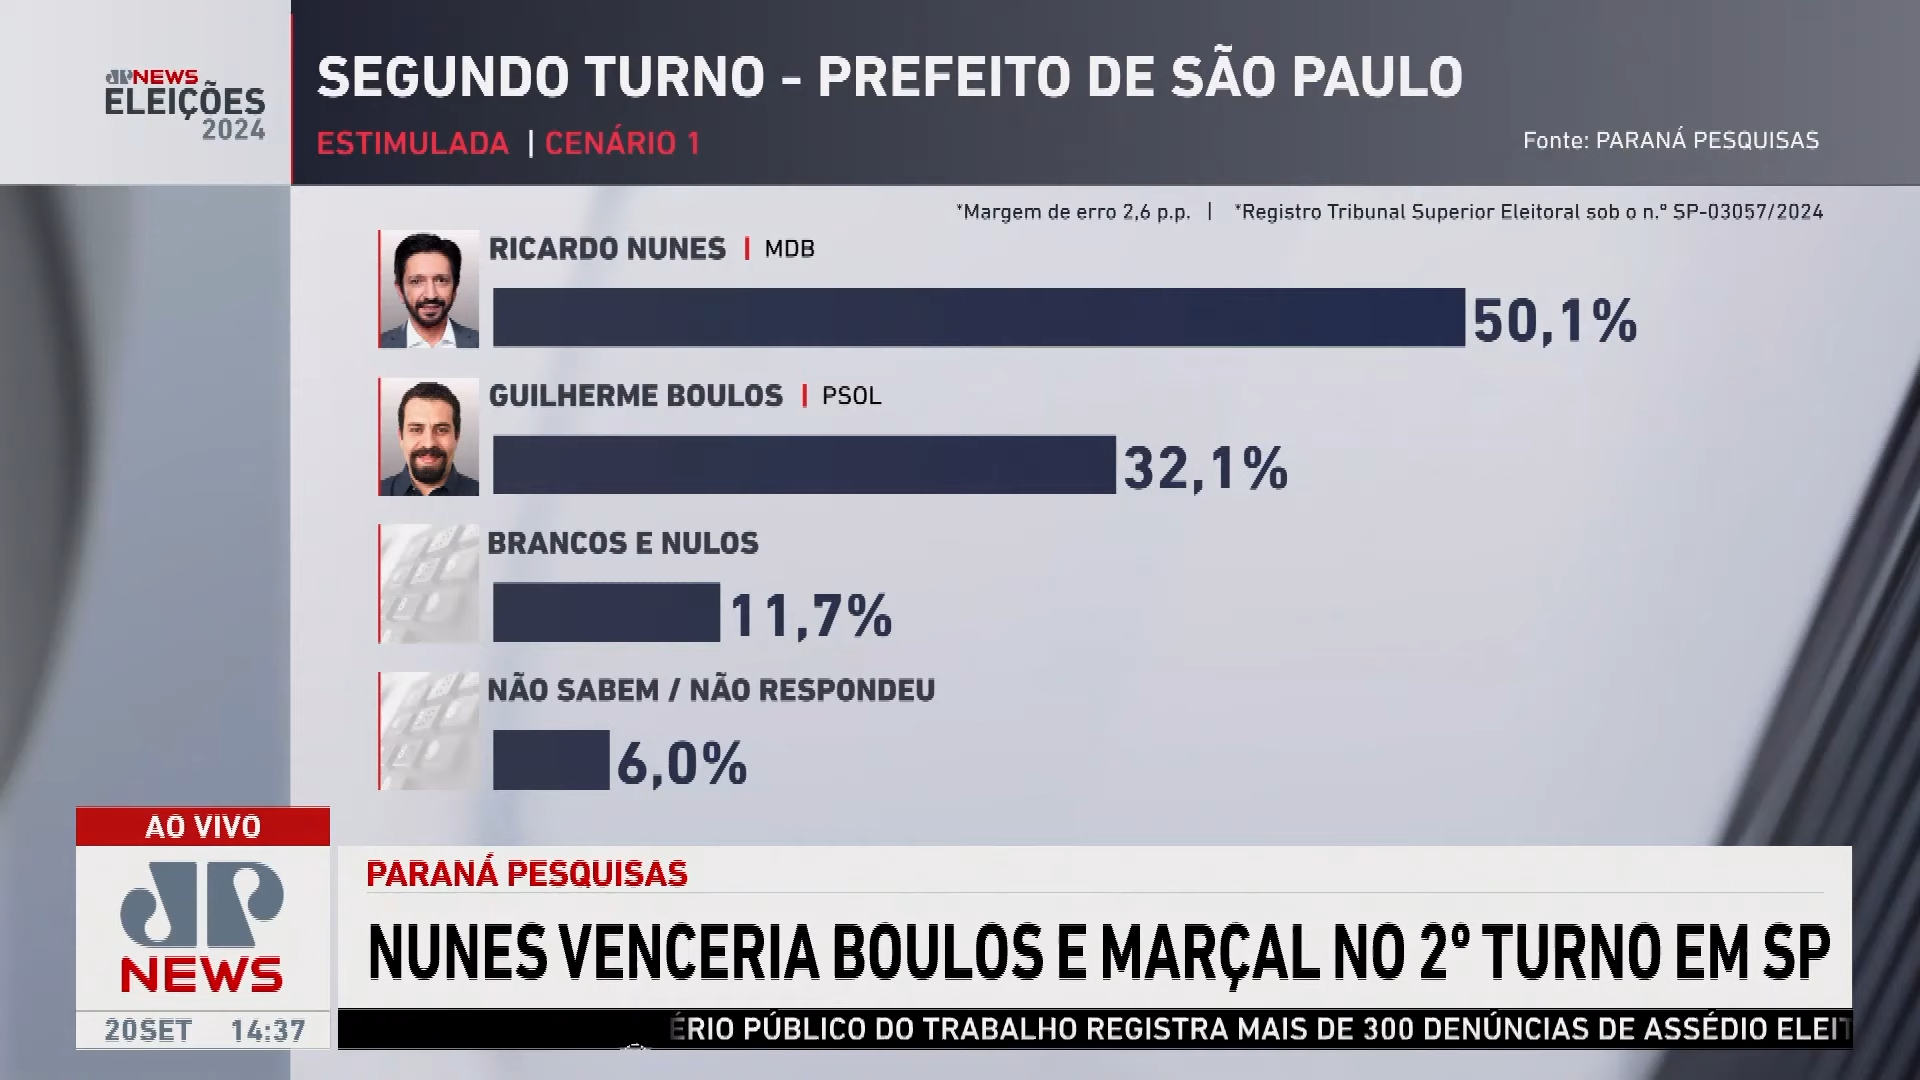 JP NEWS
ELEIÇÕES
2024
SEGUNDO TURNO - PREFEITO DE SÃO PAULO
ESTIMULADA | CENÁRIO 1
Fonte: PARANÁ PESQUISAS
*Margem de erro 2,6 p.p. | *Registro Tribunal Superior Eleitoral sob o n.º SP-03057/2024
RICARDO NUNES | MDB
50,1%
GUILHERME BOULOS | PSOL
32,1%
BRANCOS E NULOS
11,7%
NÃO SABEM / NÃO RESPONDEU
6,0%
AO VIVO
JP
NEWS
20SET 14:37
PARANÁ PESQUISAS
NUNES VENCERIA BOULOS E MARÇAL NO 2º TURNO EM SP
ÉRIO PÚBLICO DO TRABALHO REGISTRA MAIS DE 300 DENÚNCIAS DE ASSÉDIO ELEIT